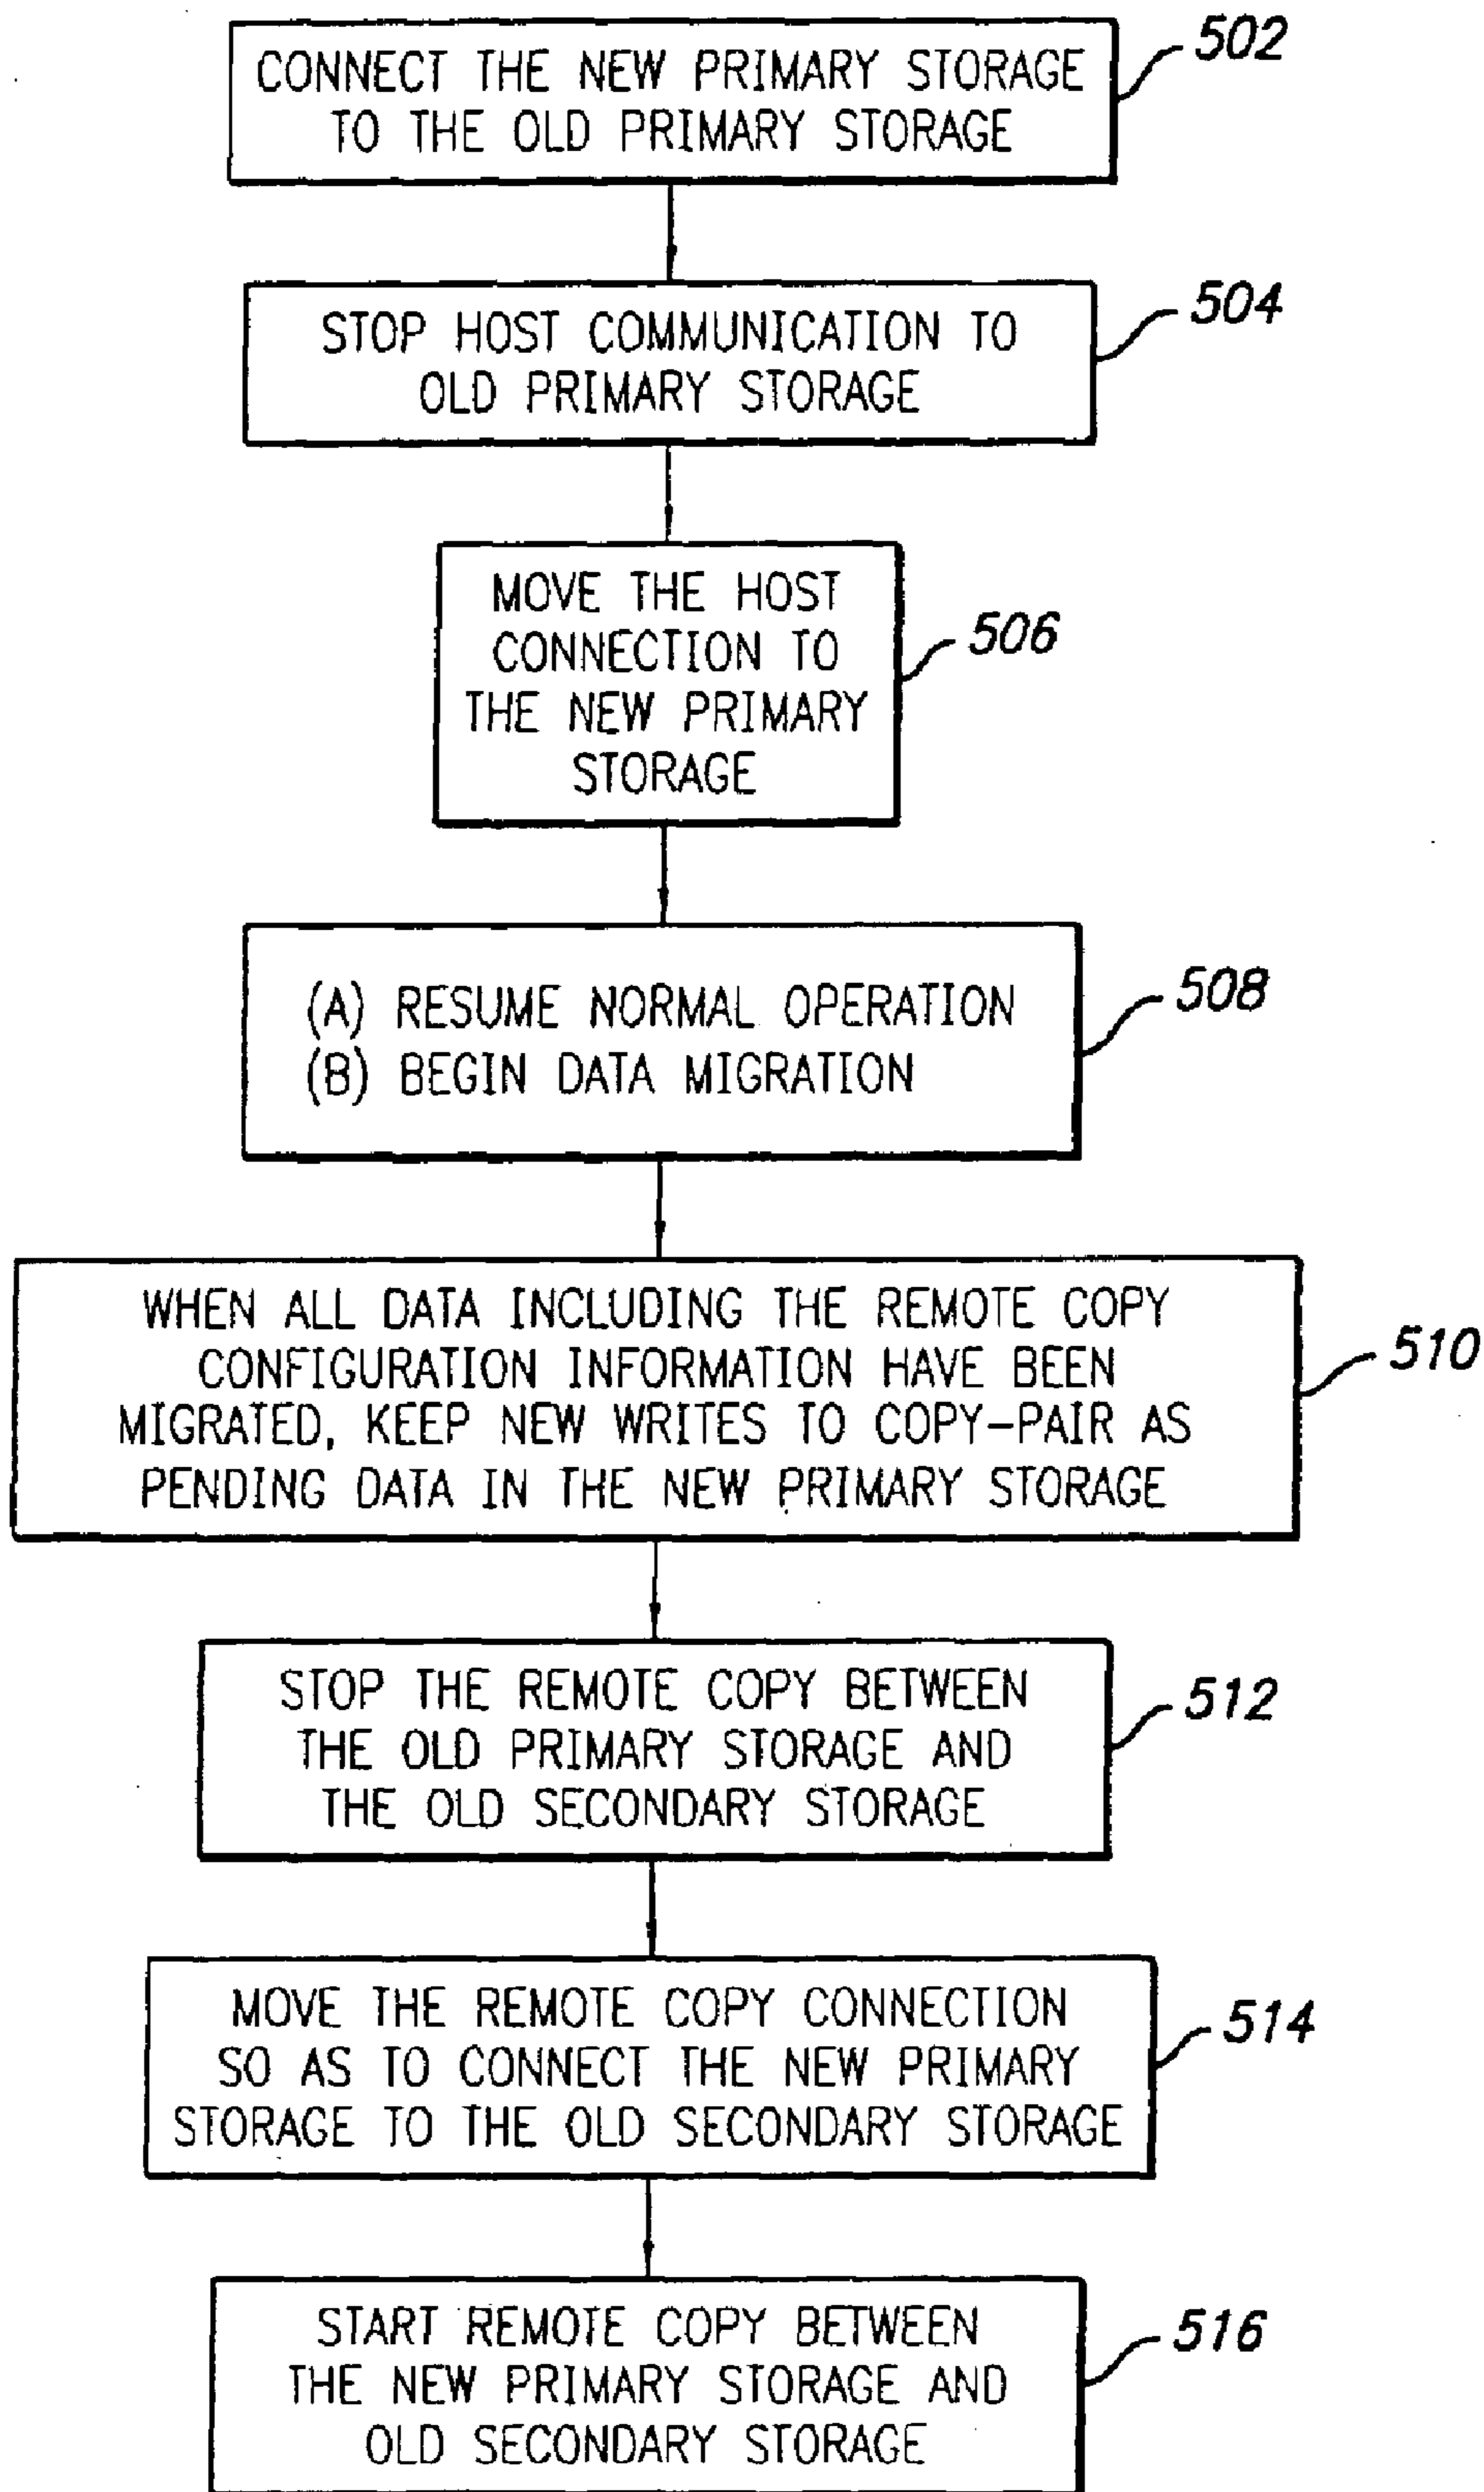 CONNECT THE NEW PRIMARY STORAGE
TO THE OLD PRIMARY STORAGE
502
STOP HOST COMMUNICATION TO
OLD PRIMARY STORAGE
504
MOVE THE HOST
CONNECTION TO
THE NEW PRIMARY
STORAGE
506
(A) RESUME NORMAL OPERATION
(B) BEGIN DATA MIGRATION
508
WHEN ALL DATA INCLUDING THE REMOTE COPY
CONFIGURATION INFORMATION HAVE BEEN
MIGRATED, KEEP NEW WRITES TO COPY-PAIR AS
PENDING DATA IN THE NEW PRIMARY STORAGE
510
STOP THE REMOTE COPY BETWEEN
THE OLD PRIMARY STORAGE AND
THE OLD SECONDARY STORAGE
512
MOVE THE REMOTE COPY CONNECTION
SO AS TO CONNECT THE NEW PRIMARY
STORAGE TO THE OLD SECONDARY STORAGE
514
START REMOTE COPY BETWEEN
THE NEW PRIMARY STORAGE AND
OLD SECONDARY STORAGE
516